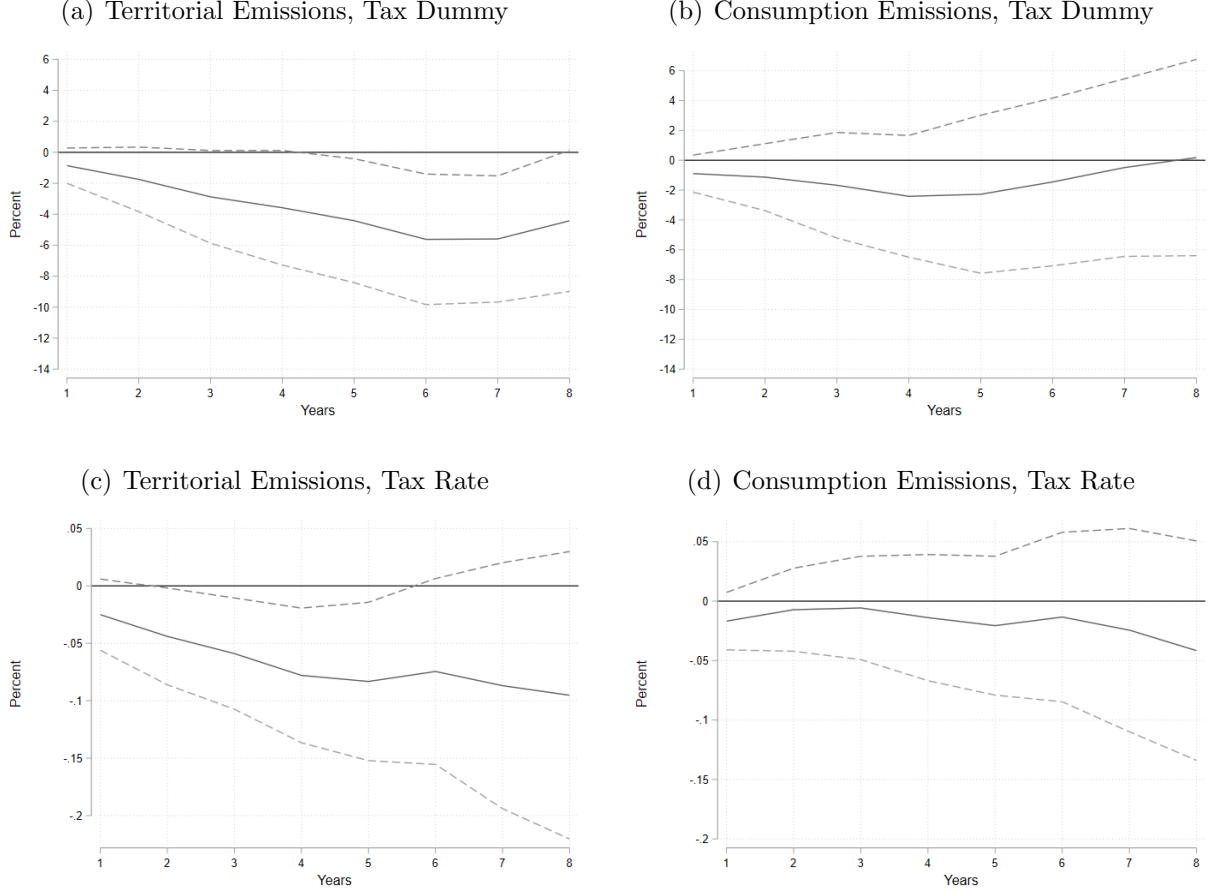 (a) Territorial Emissions, Tax Dummy
6
4
2
0
-2
-4
-6
-8
-10
-12
-14
Percent
1 2 3 4 5 6 7 8
Years
(b) Consumption Emissions, Tax Dummy
6
4
2
0
-2
-4
-6
-8
-10
-12
-14
Percent
1 2 3 4 5 6 7 8
Years
(c) Territorial Emissions, Tax Rate
.05
0
-.05
-.1
-.15
-.2
Percent
1 2 3 4 5 6 7 8
Years
(d) Consumption Emissions, Tax Rate
.05
0
-.05
-.1
-.15
-.2
Percent
1 2 3 4 5 6 7 8
Years